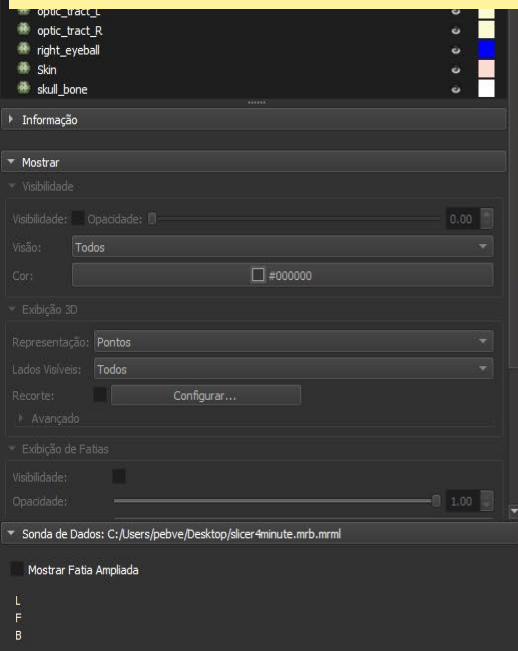 optic_tract_L
optic_tract_R
right_eyeball
Skin
skull_bone
Informação
Mostrar
Visibilidade
Visibilidade: Opacidade: 0.00
Visão: Todos
Cor: #000000
Exibição 3D
Representação: Pontos
Lados Visíveis: Todos
Recorte: Configurar...
Avançado
Exibição de Fatias
Visibilidade:
Opacidade: 1.00
Sonda de Dados: C:/Users/pebve/Desktop/slicer4minute.mrb.mrml
Mostrar Fatia Ampliada
L
F
B